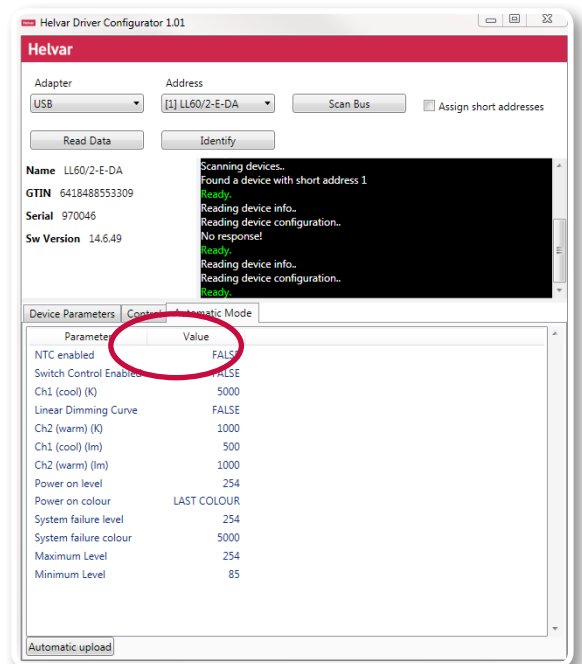 Helvar Helvar Driver Configurator 1.01
Helvar
Adapter Address
USB [1] LL60/2-E-DA Scan Bus Assign short addresses
Read Data Identify
Name LL60/2-E-DA
GTIN 6418488553309
Serial 970046
Sw Version 14.6.49
Scanning devices..
Found a device with short address 1
Ready.
Reading device info..
Reading device configuration..
No response!
Ready.
Reading device info..
Reading device configuration..
Ready.
Device Parameters Control Automatic Mode
Parameter Value
NTC enabled FALSE
Switch Control Enabled FALSE
Ch1 (cool) (K) 5000
Linear Dimming Curve FALSE
Ch2 (warm) (K) 1000
Ch1 (cool) (lm) 500
Ch2 (warm) (lm) 1000
Power on level 254
Power on colour LAST COLOUR
System failure level 254
System failure colour 5000
Maximum Level 254
Minimum Level 85
Automatic upload